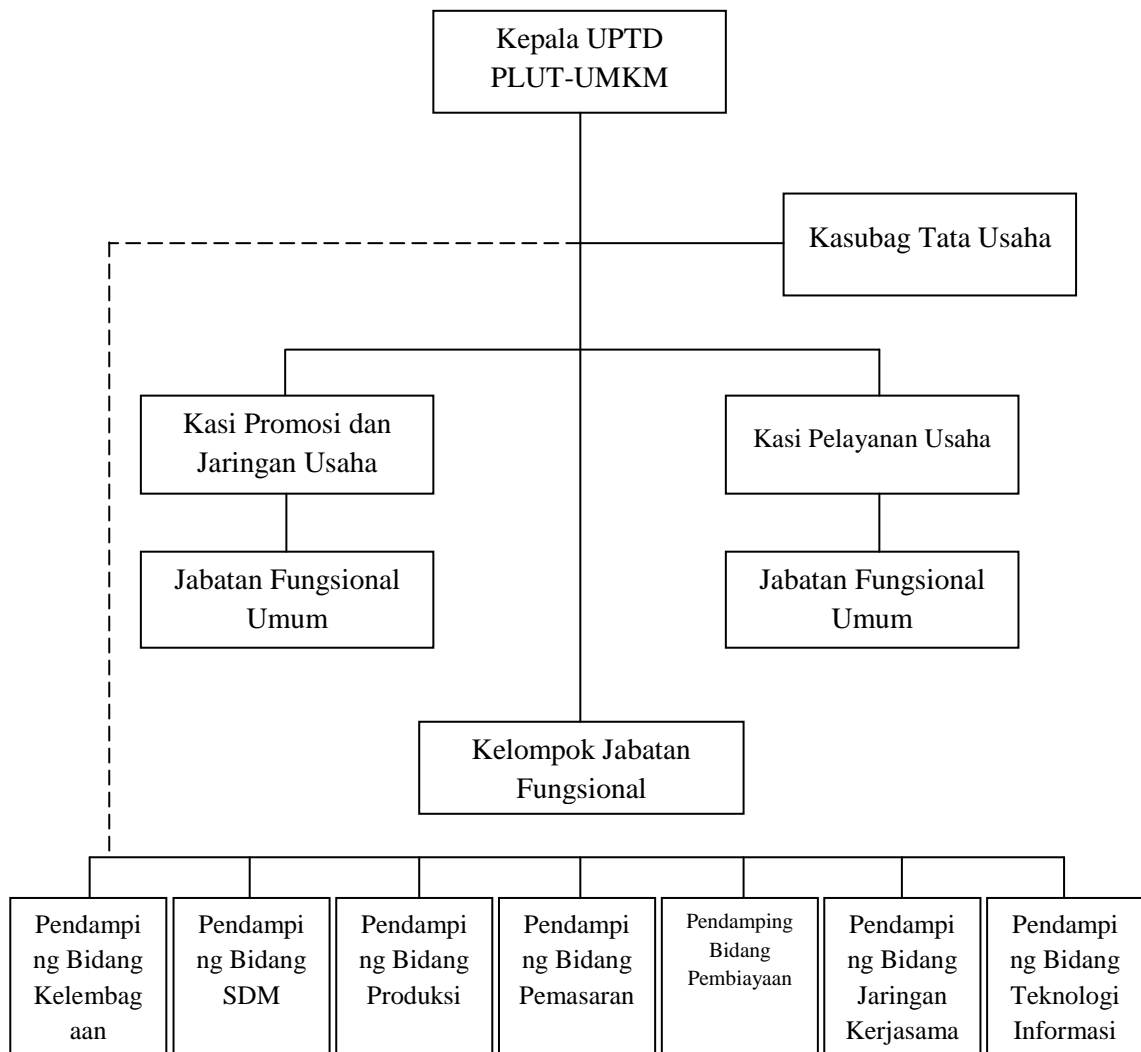 Kepala UPTD
PLUT-UMKM
Kasubag Tata Usaha
Kasi Promosi dan
Jaringan Usaha
Kasi Pelayanan Usaha
Jabatan Fungsional
Umum
Jabatan Fungsional
Umum
Kelompok Jabatan
Fungsional
Pendampi
ng Bidang
Kelembag
aan
Pendampi
ng Bidang
SDM
Pendampi
ng Bidang
Produksi
Pendampi
ng Bidang
Pemasaran
Pendamping
Bidang
Pembiayaan
Pendampi
ng Bidang
Jaringan
Kerjasama
Pendampi
ng Bidang
Teknologi
Informasi